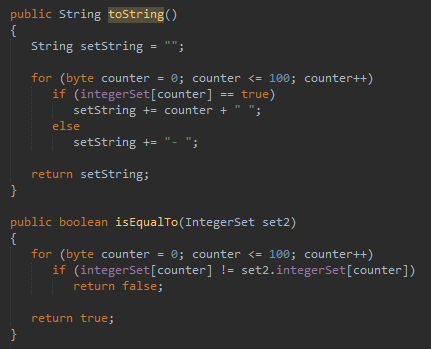 public String toString()
{
   String setString = "";

   for (byte counter = 0; counter <= 100; counter++)
      if (integerSet[counter] == true)
         setString += counter + " ";
      else
         setString += "- ";

   return setString;
}

public boolean isEqualTo(IntegerSet set2)
{
   for (byte counter = 0; counter <= 100; counter++)
      if (integerSet[counter] != set2.integerSet[counter])
         return false;

   return true;
}